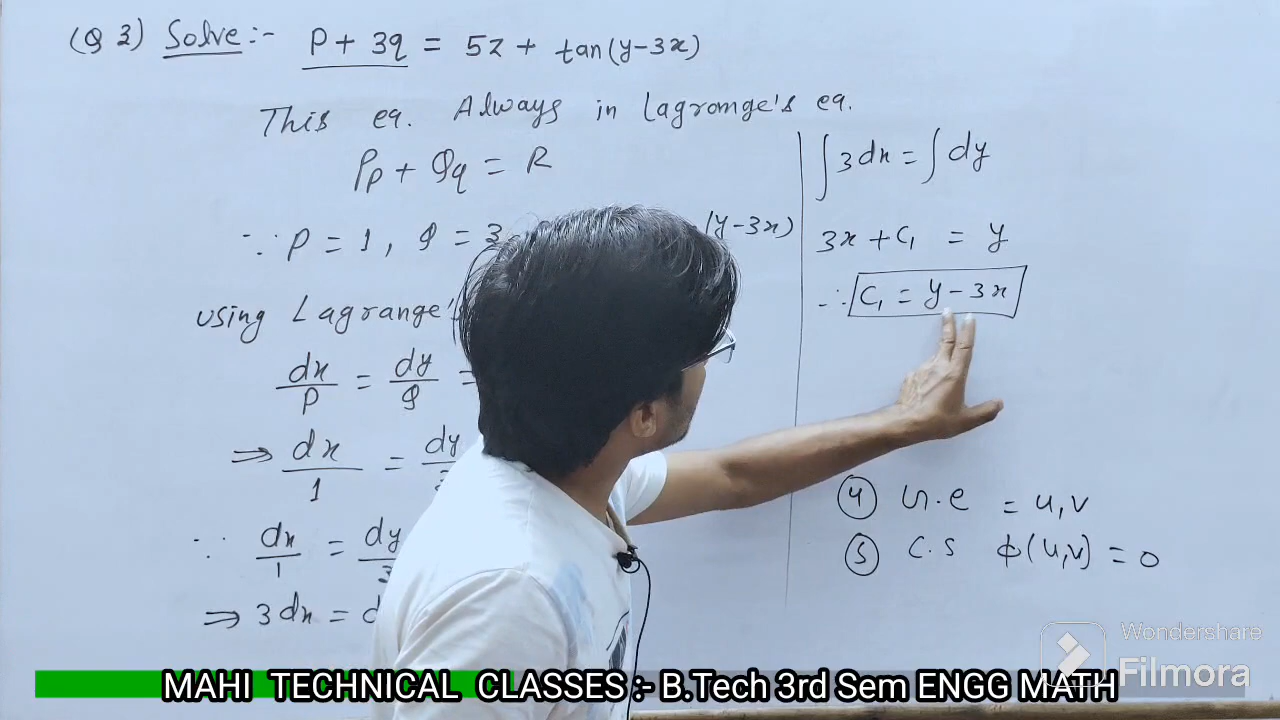 (Q 3) Solve:- P + 3q = 5z + tan(y-3x)
This eq. Always in Lagrange's eq.
Pp + Qq = R
∵ P = 1, Q = 3 (y-3x)
using Lagrange's
dx/P = dy/Q =
⇒ dx/1 = dy/3
∵ dx/1 = dy/3
⇒ 3dx = d
∫3dx = ∫dy
3x + C₁ = y
∴ C₁ = y-3x
④ G.e = u,v
⑤ C.S ϕ(u,v) = 0
Wondershare
Filmora
MAHI TECHNICAL CLASSES :- B.Tech 3rd Sem ENGG MATH